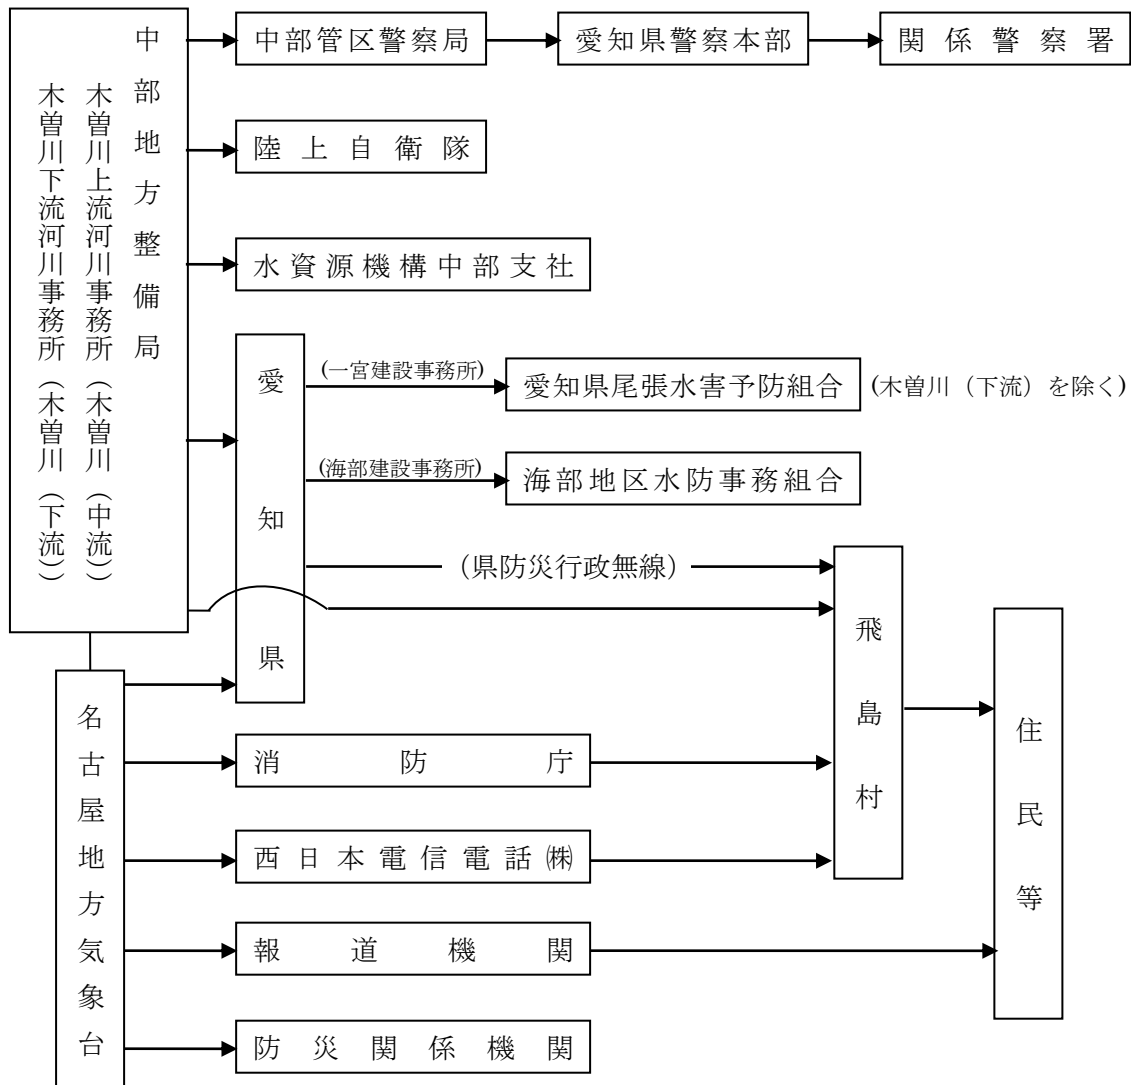 中部地方整備局
木曽川上流河川事務所（木曽川（中流））
木曽川下流河川事務所（木曽川（下流））
中部管区警察局
愛知県警察本部
関係警察署
陸上自衛隊
水資源機構中部支社
愛知県
(一宮建設事務所)
愛知県尾張水害予防組合
(木曽川（下流）を除く)
(海部建設事務所)
海部地区水防事務組合
（県防災行政無線）
飛島村
住民等
名古屋地方気象台
消防庁
西日本電信電話㈱
報道機関
防災関係機関